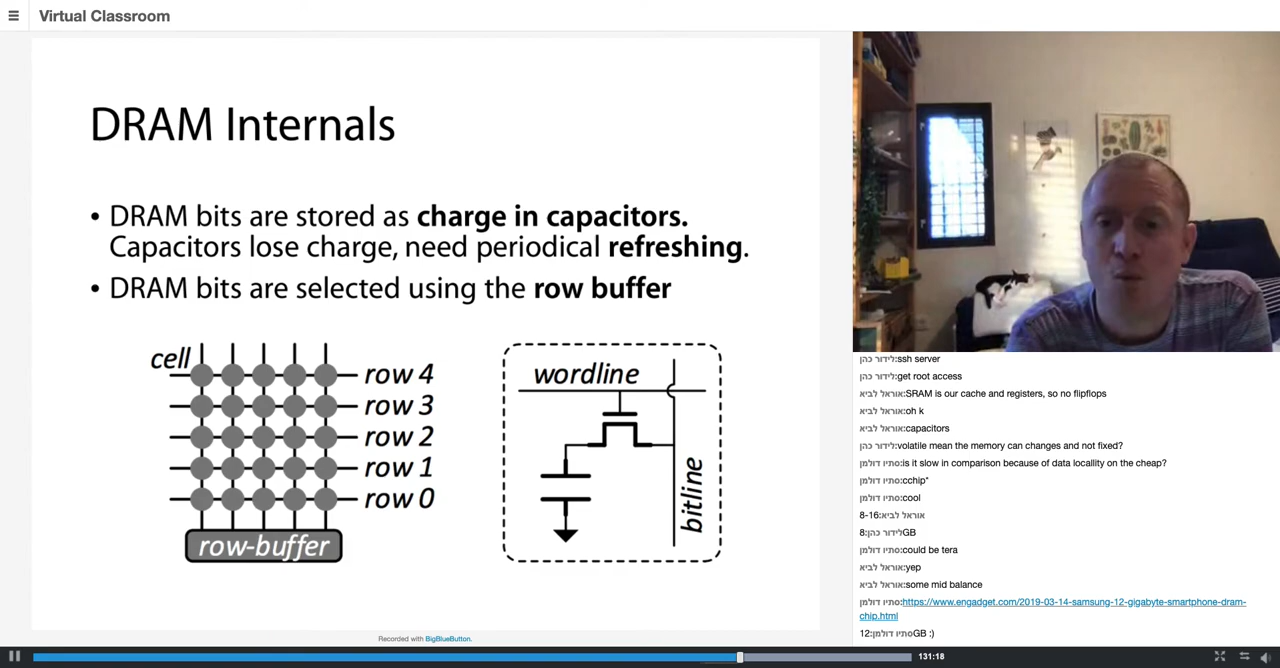 Virtual Classroom
DRAM Internals
• DRAM bits are stored as charge in capacitors.
Capacitors lose charge, need periodical refreshing.
• DRAM bits are selected using the row buffer
cell
row 4
row 3
row 2
row 1
row 0
row-buffer
wordline
bitline
Recorded with BigBlueButton.
לידור כהן:ssh server
לידור כהן:get root access
אוראל לביא:SRAM is our cache and registers, so no flipflops
אוראל לביא:oh k
אוראל לביא:capacitors
לידור כהן:volatile mean the memory can changes and not fixed?
סתיו דולמן:is it slow in comparison because of data locallity on the cheap?
סתיו דולמן:cchip*
סתיו דולמן:cool
אוראל לביא:8-16
לידור כהן:8GB
סתיו דולמן:could be tera
אוראל לביא:yep
אוראל לביא:some mid balance
סתיו דולמן:https://www.engadget.com/2019-03-14-samsung-12-gigabyte-smartphone-dram-
chip.html
סתיו דולמן:12GB :)
131:18